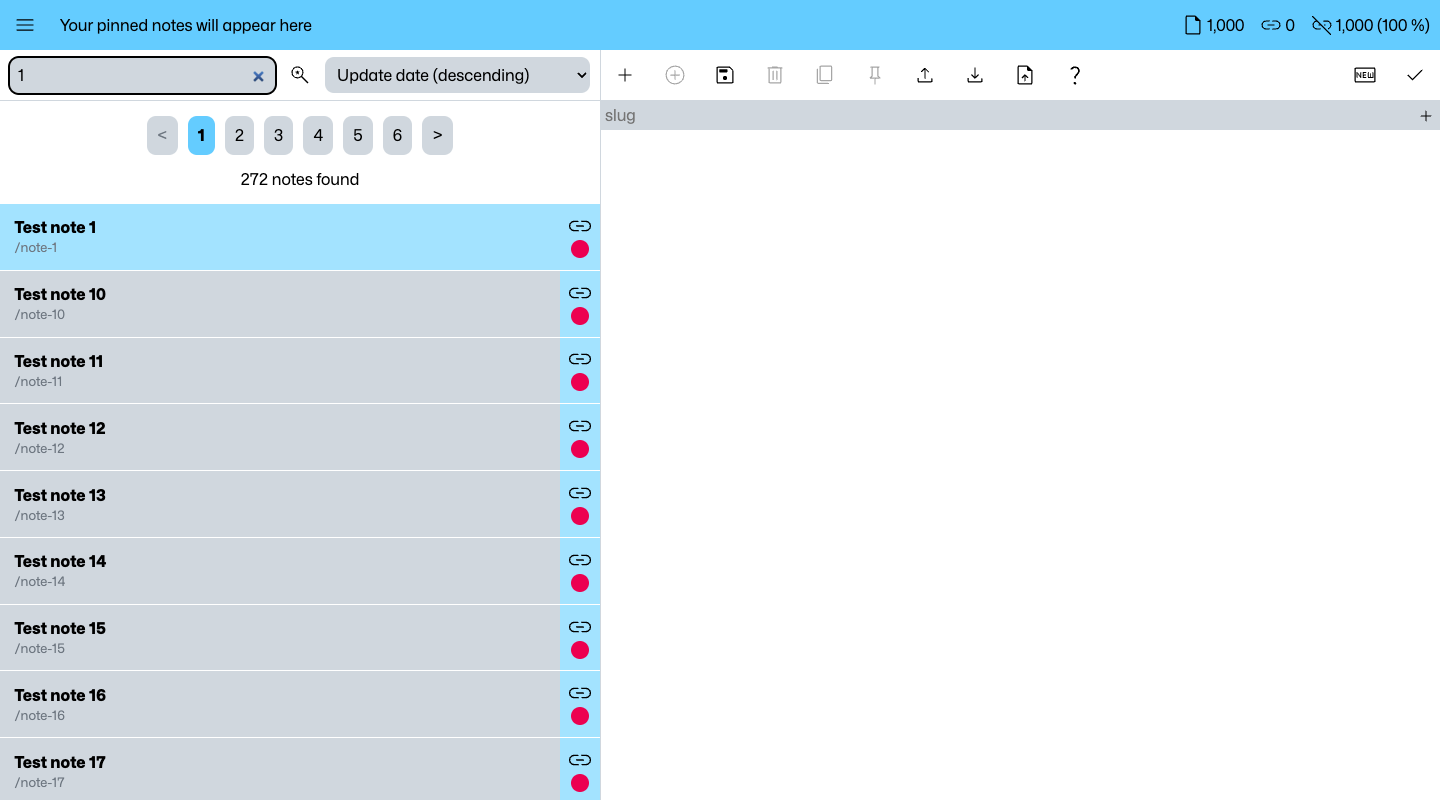 Your pinned notes will appear here
1,000
0
1,000 (100 %)
1
Update date (descending)
NEW
slug
< 1 2 3 4 5 6 >
272 notes found
Test note 1
/note-1
Test note 10
/note-10
Test note 11
/note-11
Test note 12
/note-12
Test note 13
/note-13
Test note 14
/note-14
Test note 15
/note-15
Test note 16
/note-16
Test note 17
/note-17